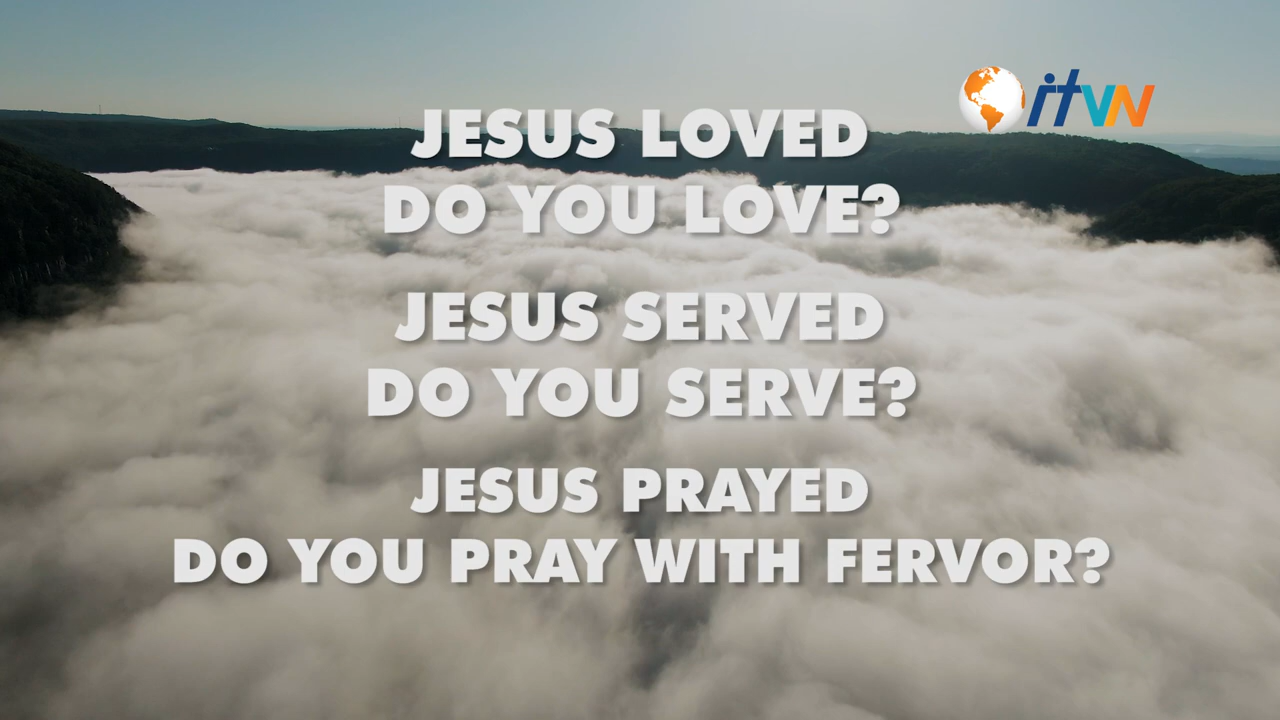 itvn
JESUS LOVED
DO YOU LOVE?
JESUS SERVED
DO YOU SERVE?
JESUS PRAYED
DO YOU PRAY WITH FERVOR?